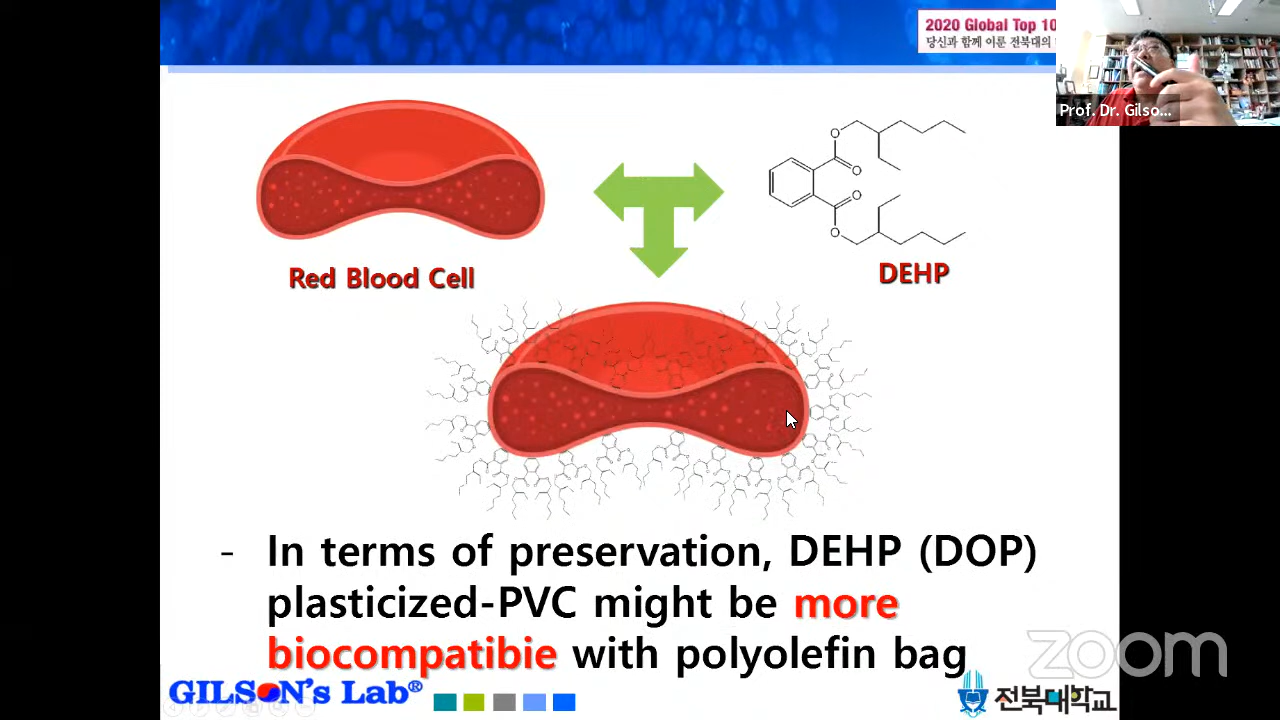 2020 Global Top 10
당신과 함께 이룬 전북대의
Prof. Dr. Gilso...
Red Blood Cell
DEHP
- In terms of preservation, DEHP (DOP)
plasticized-PVC might be more
biocompatibie with polyolefin bag
zoom
GILSON's Lab®
전북대학교